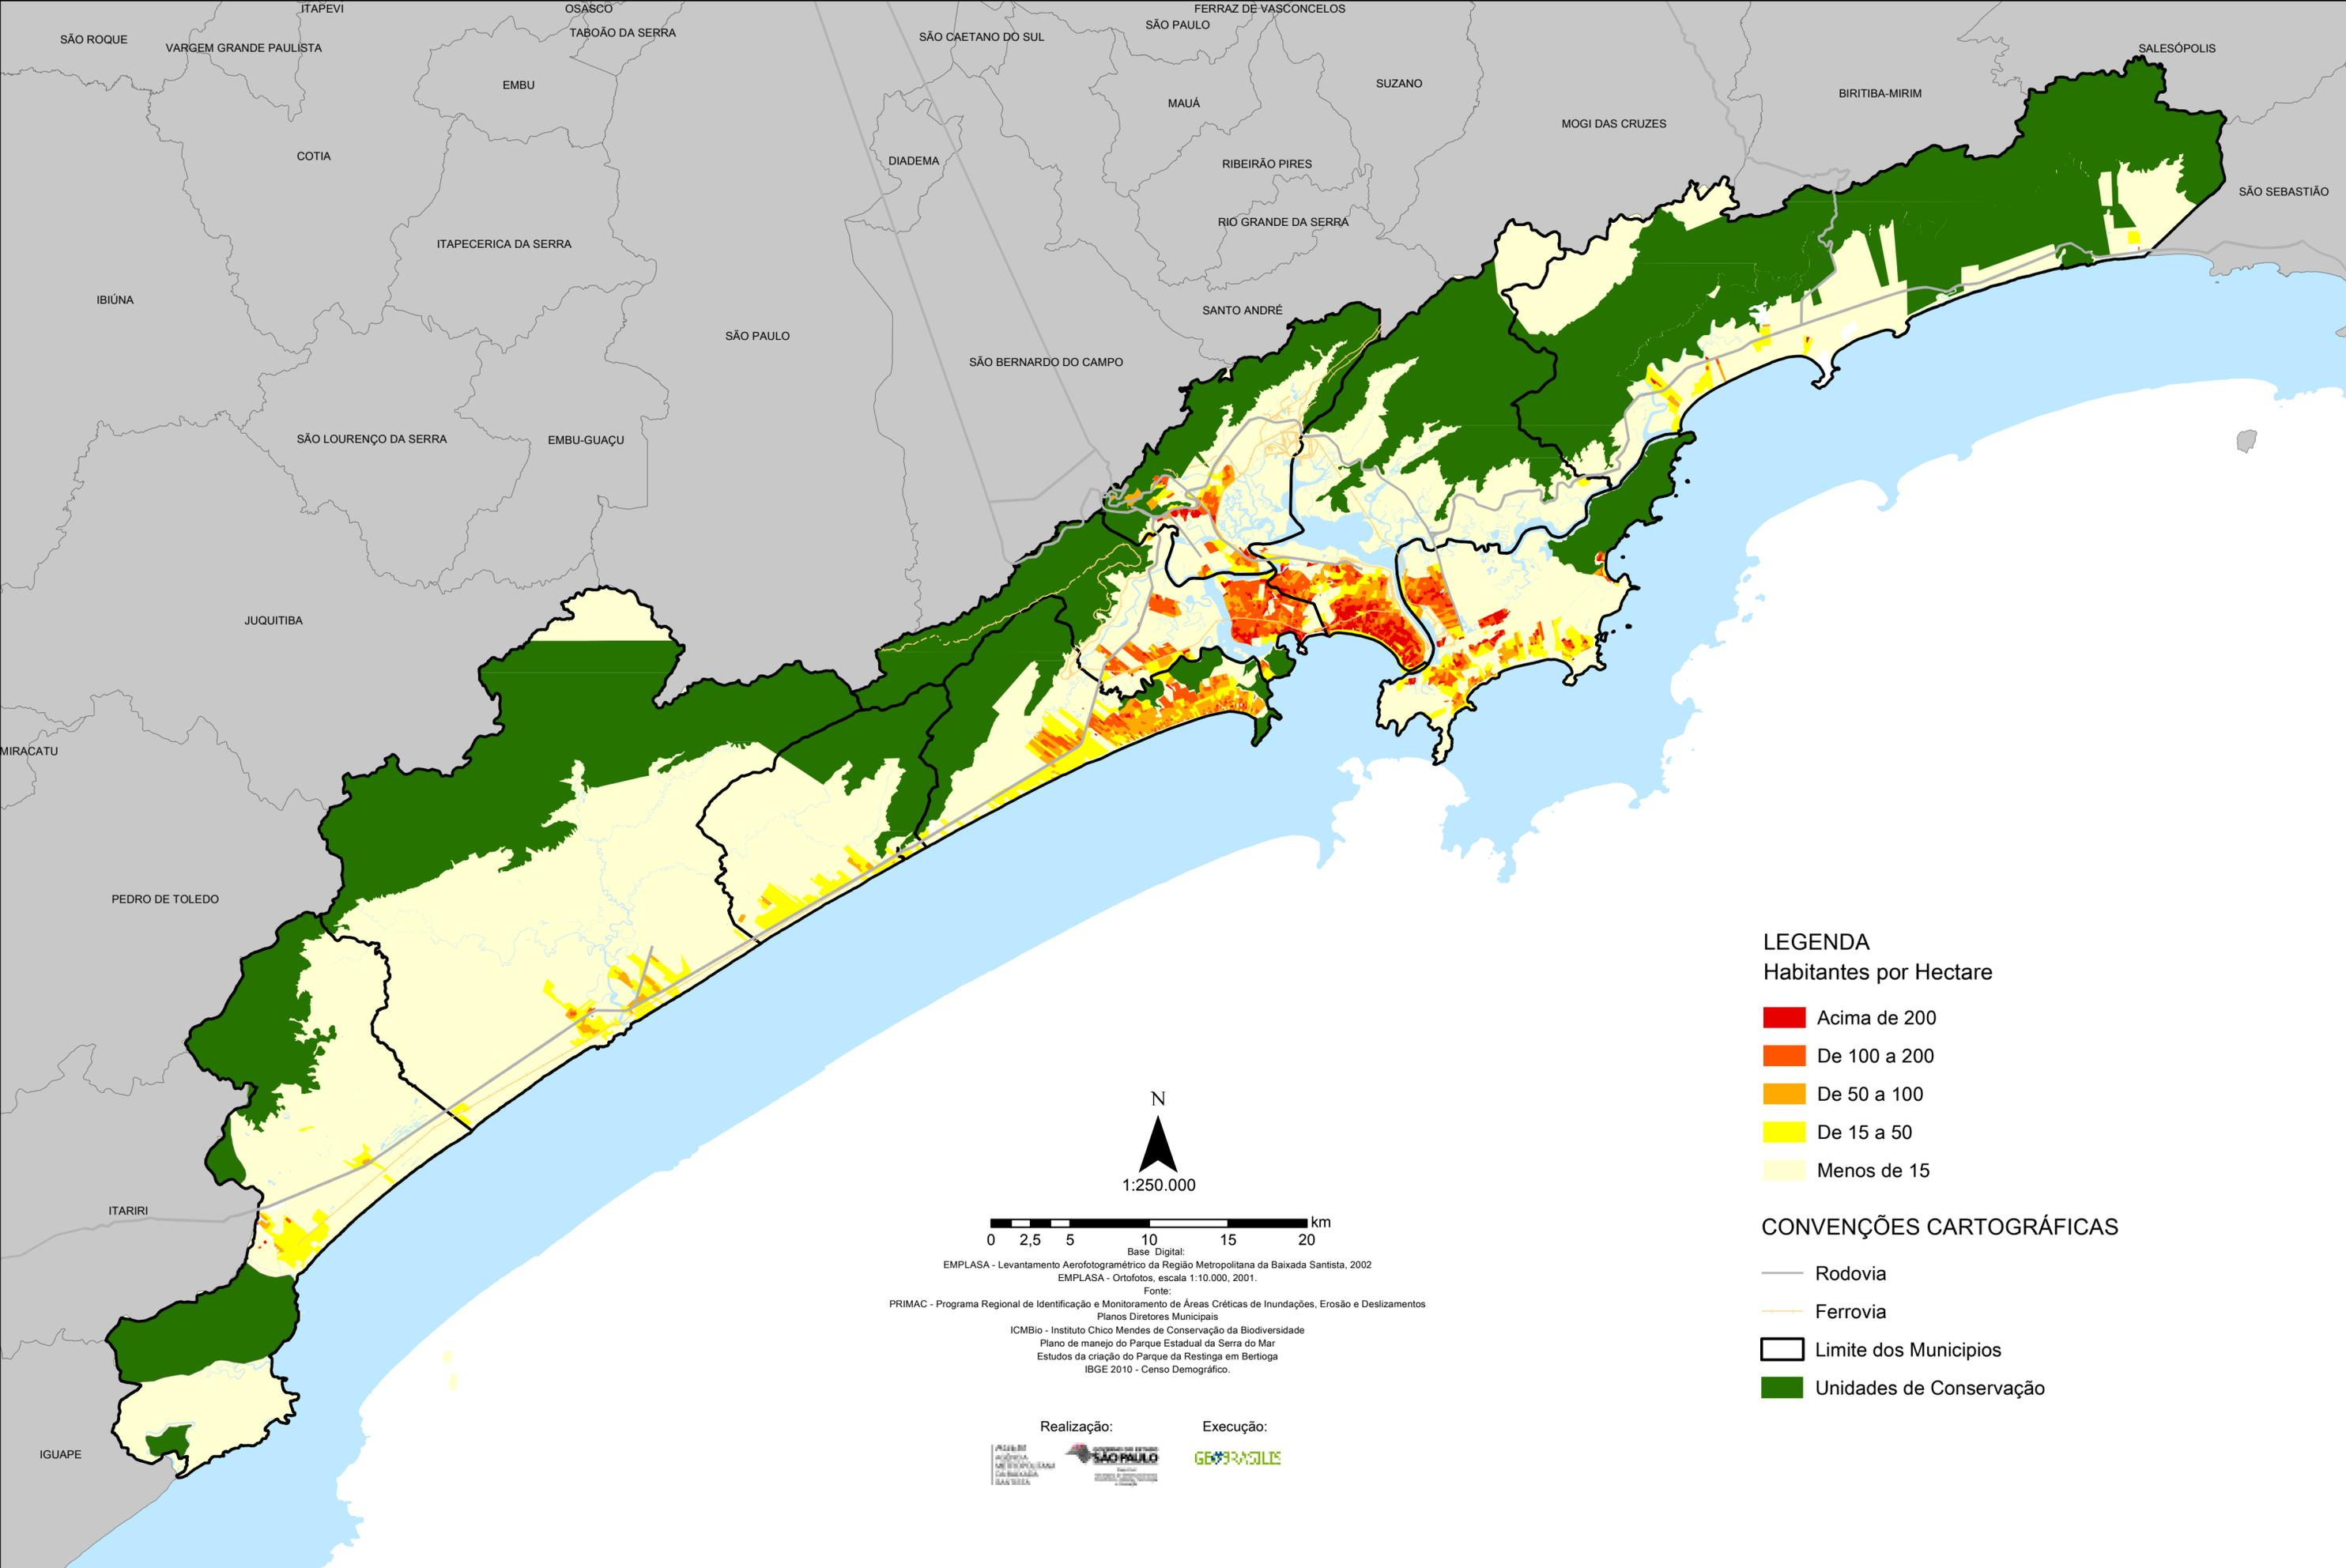 ITAPEVI
OSASCO
FERRAZ DE VASCONCELOS
SÃO ROQUE
VARGEM GRANDE PAULISTA
TABOÃO DA SERRA
SÃO CAETANO DO SUL
SÃO PAULO
SALESÓPOLIS
EMBU
MAUÁ
SUZANO
BIRITIBA-MIRIM
MOGI DAS CRUZES
COTIA
DIADEMA
RIBEIRÃO PIRES
SÃO SEBASTIÃO
RIO GRANDE DA SERRA
ITAPECERICA DA SERRA
IBIÚNA
SANTO ANDRÉ
SÃO PAULO
SÃO BERNARDO DO CAMPO
SÃO LOURENÇO DA SERRA
EMBU-GUAÇU
JUQUITIBA
MIRACATU
PEDRO DE TOLEDO
ITARIRI
IGUAPE
LEGENDA
Habitantes por Hectare
Acima de 200
De 100 a 200
De 50 a 100
De 15 a 50
Menos de 15
CONVENÇÕES CARTOGRÁFICAS
Rodovia
Ferrovia
Limite dos Municipios
Unidades de Conservação
N
1:250.000
km
0 2,5 5 10 15 20
Base Digital:
EMPLASA - Levantamento Aerofotogramétrico da Região Metropolitana da Baixada Santista, 2002
EMPLASA - Ortofotos, escala 1:10.000, 2001.
Fonte:
PRIMAC - Programa Regional de Identificação e Monitoramento de Áreas Créticas de Inundações, Erosão e Deslizamentos
Planos Diretores Municipais
ICMBio - Instituto Chico Mendes de Conservação da Biodiversidade
Plano de manejo do Parque Estadual da Serra do Mar
Estudos da criação do Parque da Restinga em Bertioga
IBGE 2010 - Censo Demográfico.
Realização:
Execução:
SÃO PAULO
GEOBRASILIS